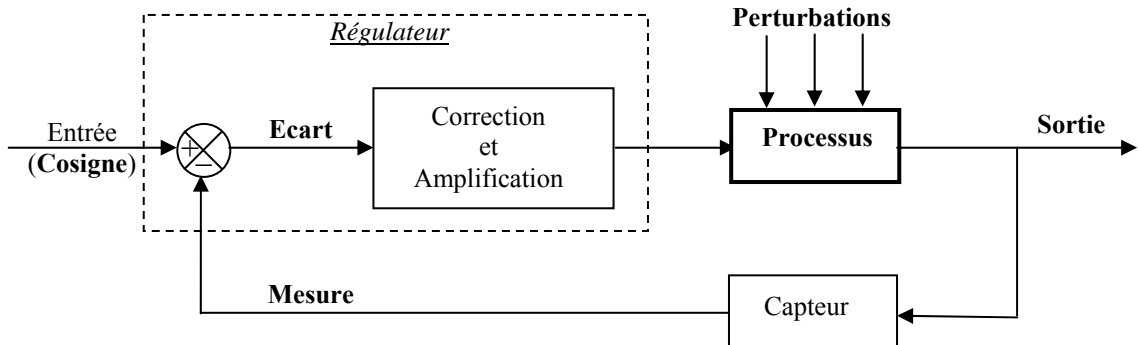 Perturbations
Régulateur
Correction
et
Amplification
Entrée
(Cosigne)
+
−
Ecart
Processus
Sortie
Mesure
Capteur